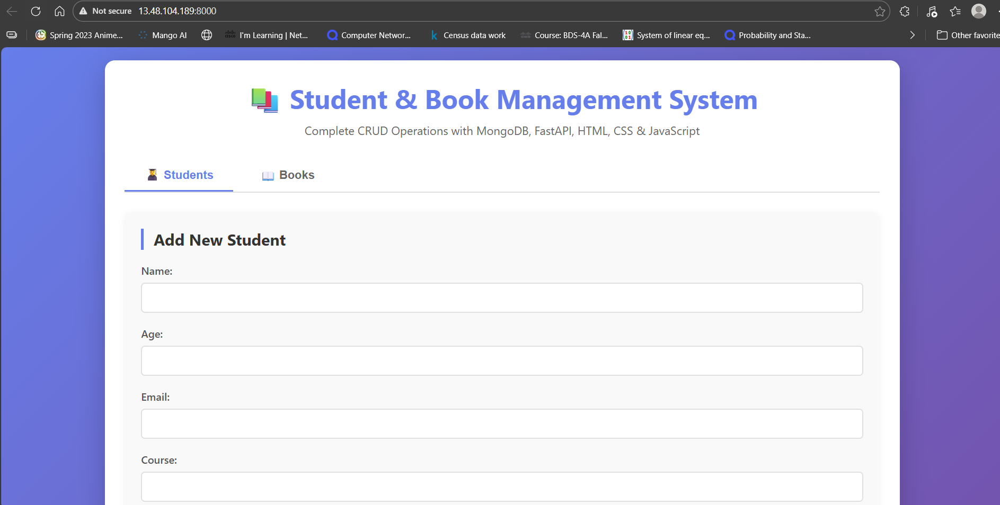 Not secure 13.48.104.189:8000
Spring 2023 Anime... Mango AI I'm Learning | Net... Computer Networ... Census data work Course: BDS-4A Fal... System of linear eq... Probability and Sta... Other favorite
Student & Book Management System
Complete CRUD Operations with MongoDB, FastAPI, HTML, CSS & JavaScript
Students Books
Add New Student
Name:
Age:
Email:
Course: